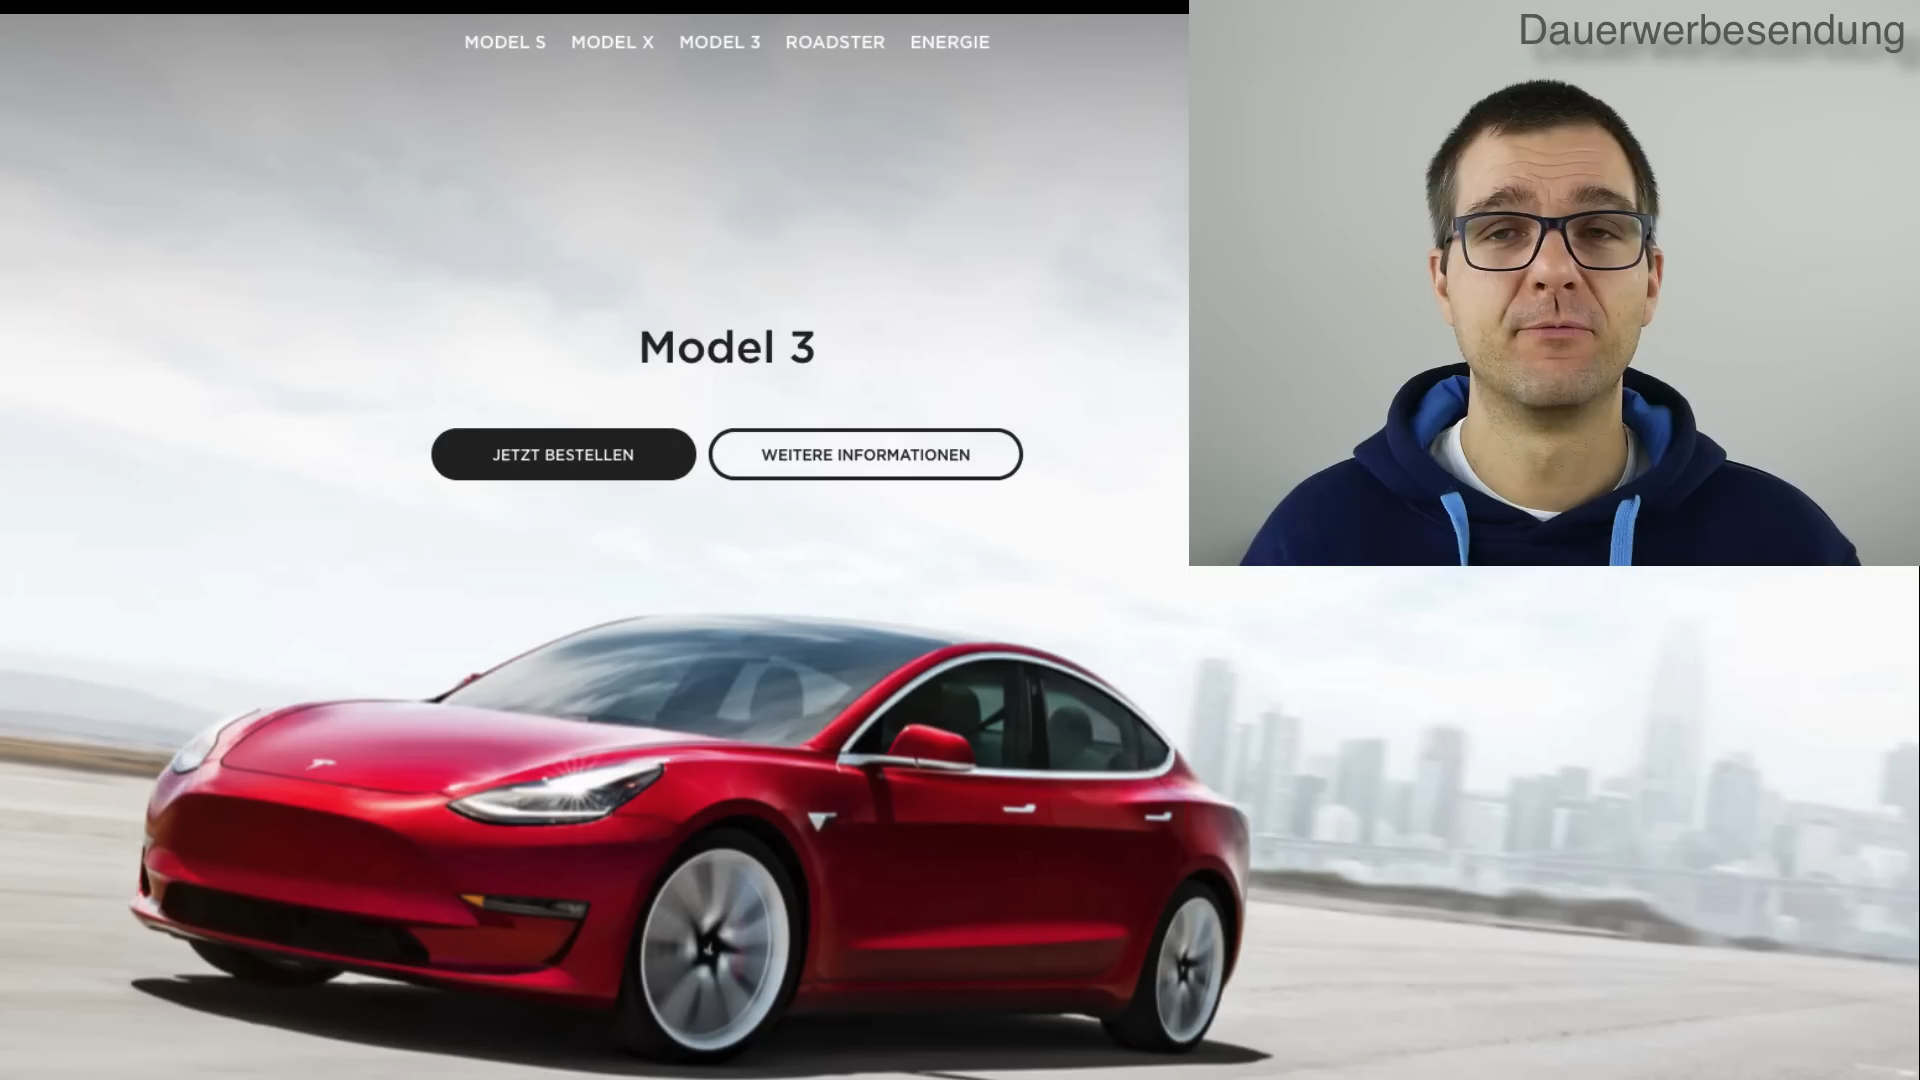 MODEL S MODEL X MODEL 3 ROADSTER ENERGIE
Dauerwerbesendung
Model 3
JETZT BESTELLEN WEITERE INFORMATIONEN